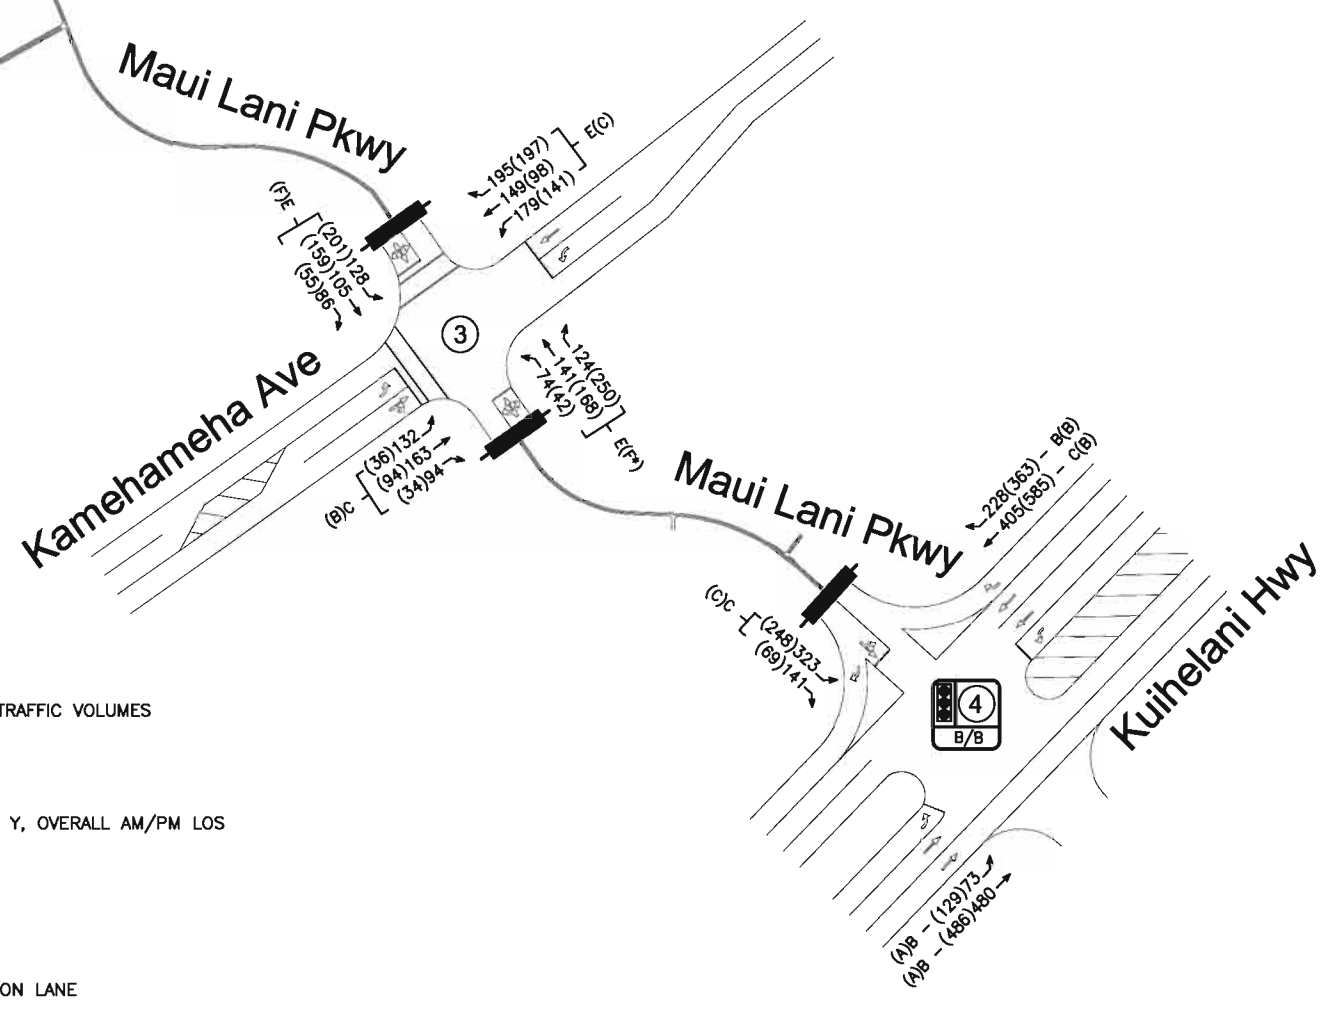 Maui Lani Pkwy
195(197)
149(98)
179(141)
E(C)
(F)E
(201)128
(159)105
(55)86
3
124(250)
141(168)
74(42)
E(F*)
Kamehameha Ave
(36)132
(94)163
(34)94
(B)C
Maui Lani Pkwy
228(363) - B(B)
405(585) - C(B)
(C)C
(248)323
(69)141
4
B/B
Kuihelani Hwy
TRAFFIC VOLUMES
Y, OVERALL AM/PM LOS
(A)B - (129)73
(A)B - (486)480
ON LANE